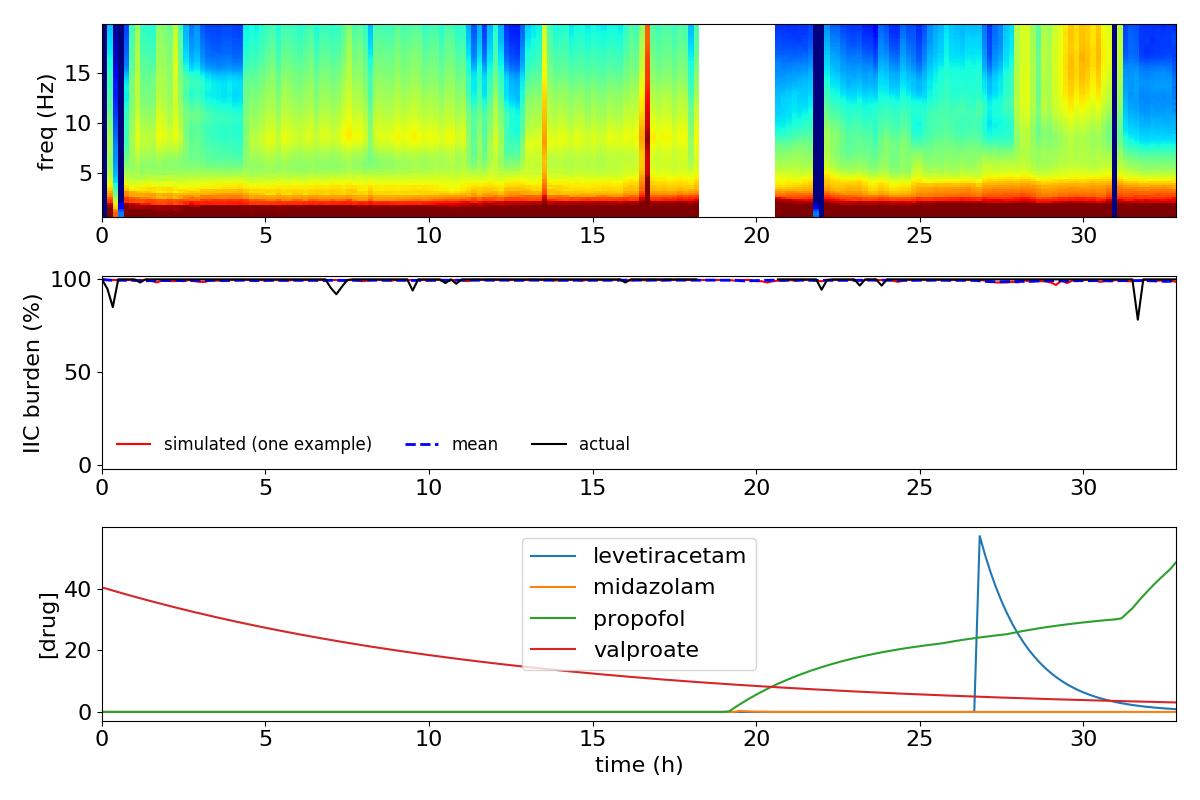 freq (Hz)
15
10
5
0 5 10 15 20 25 30
IIC burden (%)
100
50
0
simulated (one example) mean actual
0 5 10 15 20 25 30
[drug]
40
20
0
levetiracetam
midazolam
propofol
valproate
0 5 10 15 20 25 30
time (h)